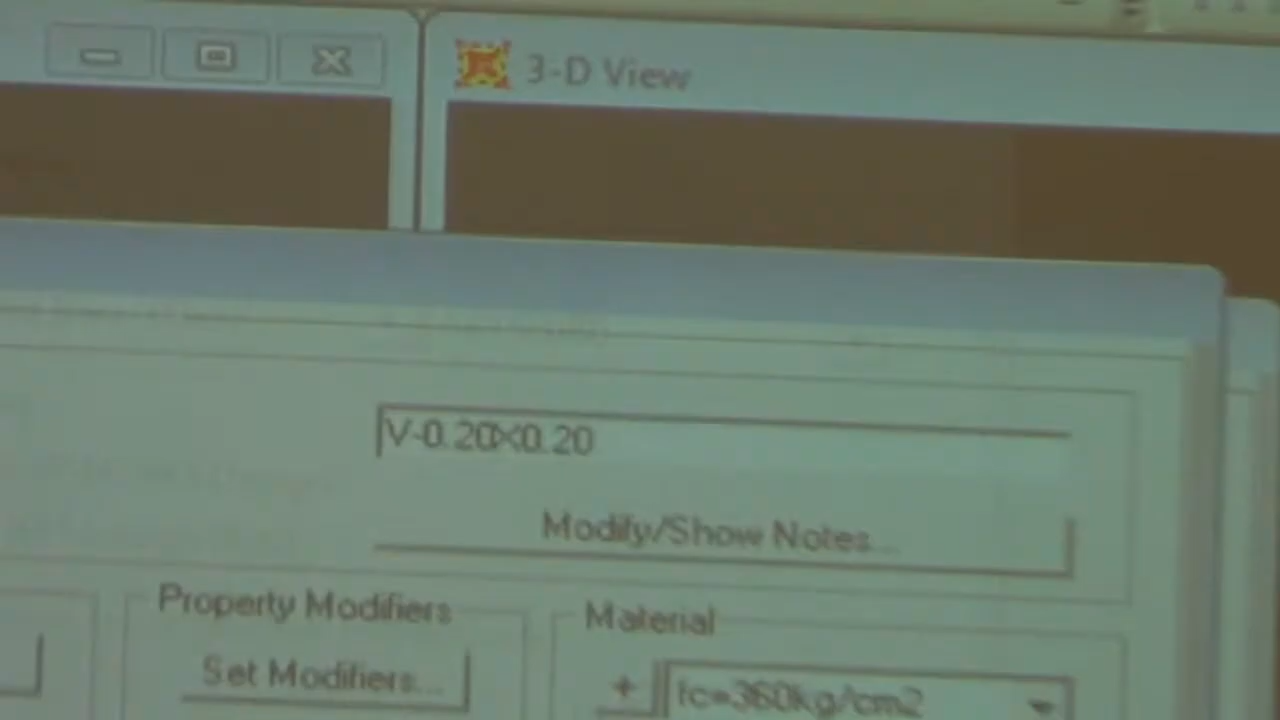 3-D View
V-0.20X0.20
Modify/Show Notes...
Property Modifiers
Material
Set Modifiers...
+
fc=360kg/cm2